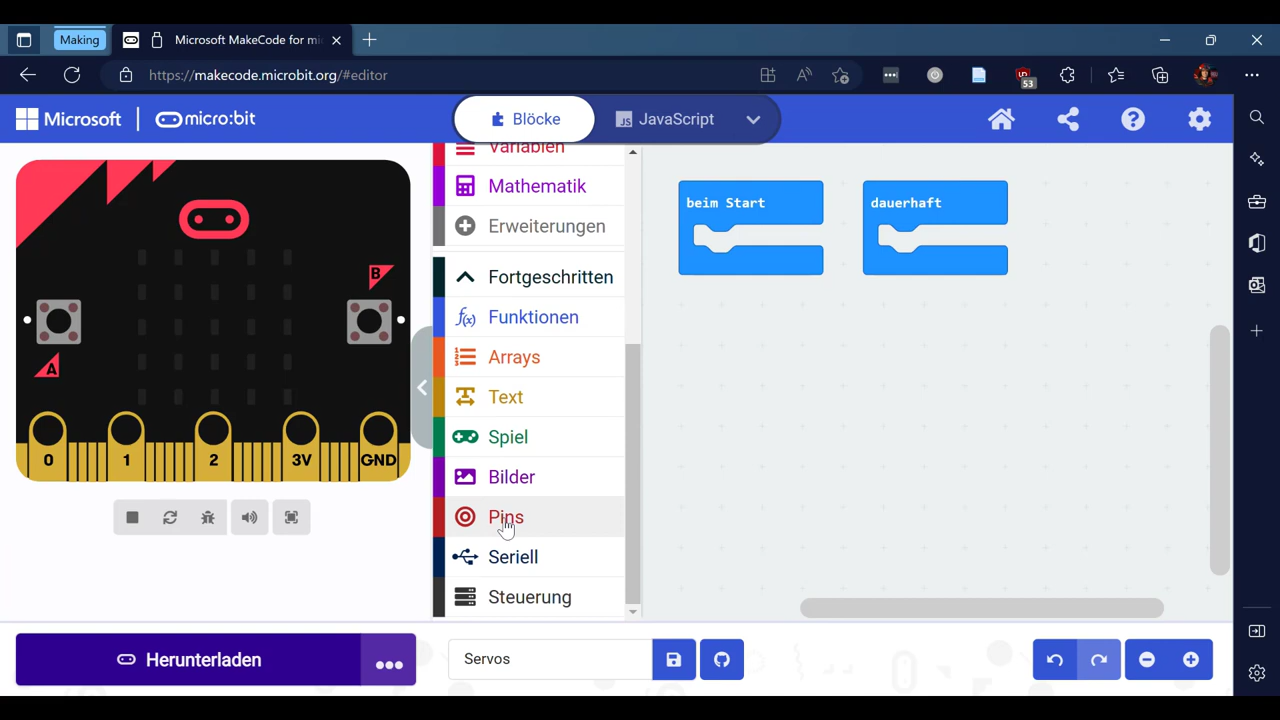 Making
Microsoft MakeCode for mi
https://makecode.microbit.org/#editor
53
Microsoft
micro:bit
Blöcke
JS JavaScript
Variablen
Mathematik
Erweiterungen
Fortgeschritten
f(x) Funktionen
Arrays
Text
Spiel
Bilder
Pins
Seriell
Steuerung
beim Start
dauerhaft
B
A
0 1 2 3V GND
Herunterladen
Servos